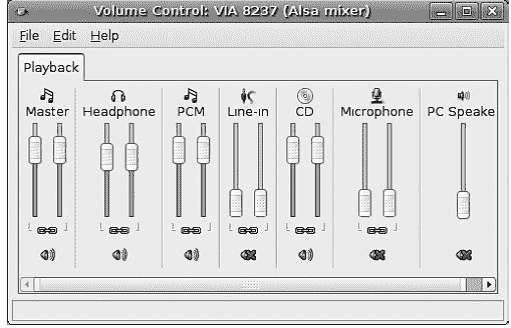 Volume Control: VIA 8237 (Alsa mixer)
File Edit Help
Playback
Master Headphone PCM Line-in CD Microphone PC Speake